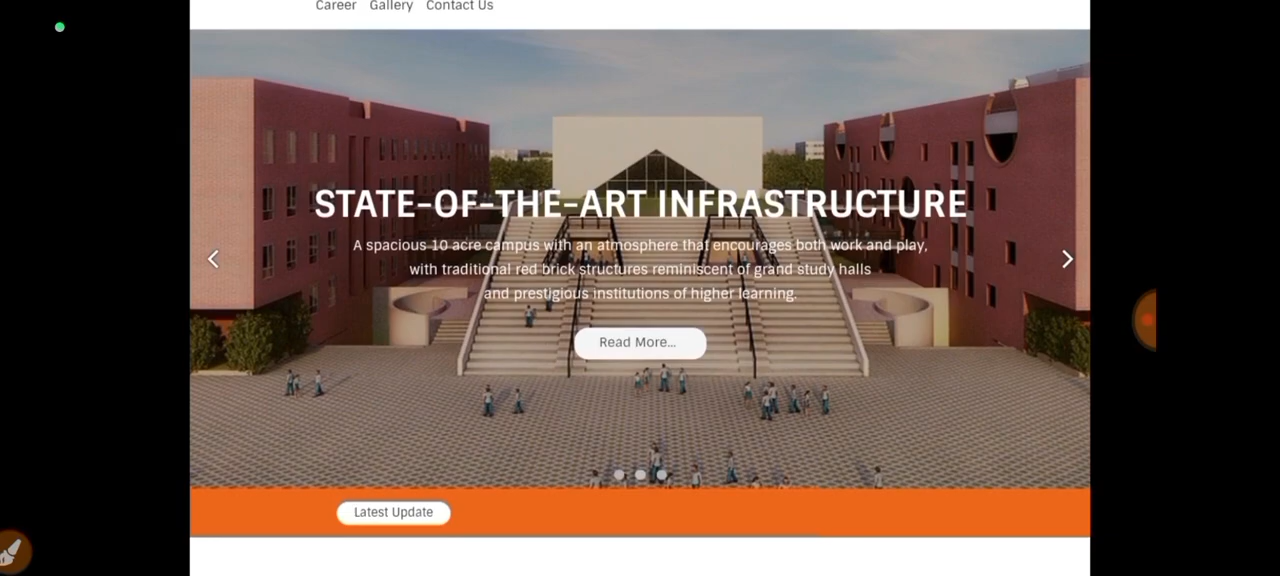 Career Gallery Contact Us
STATE-OF-THE-ART INFRASTRUCTURE
A spacious 10 acre campus with an atmosphere that encourages both work and play,
with traditional red brick structures reminiscent of grand study halls
and prestigious institutions of higher learning.
Read More...
Latest Update